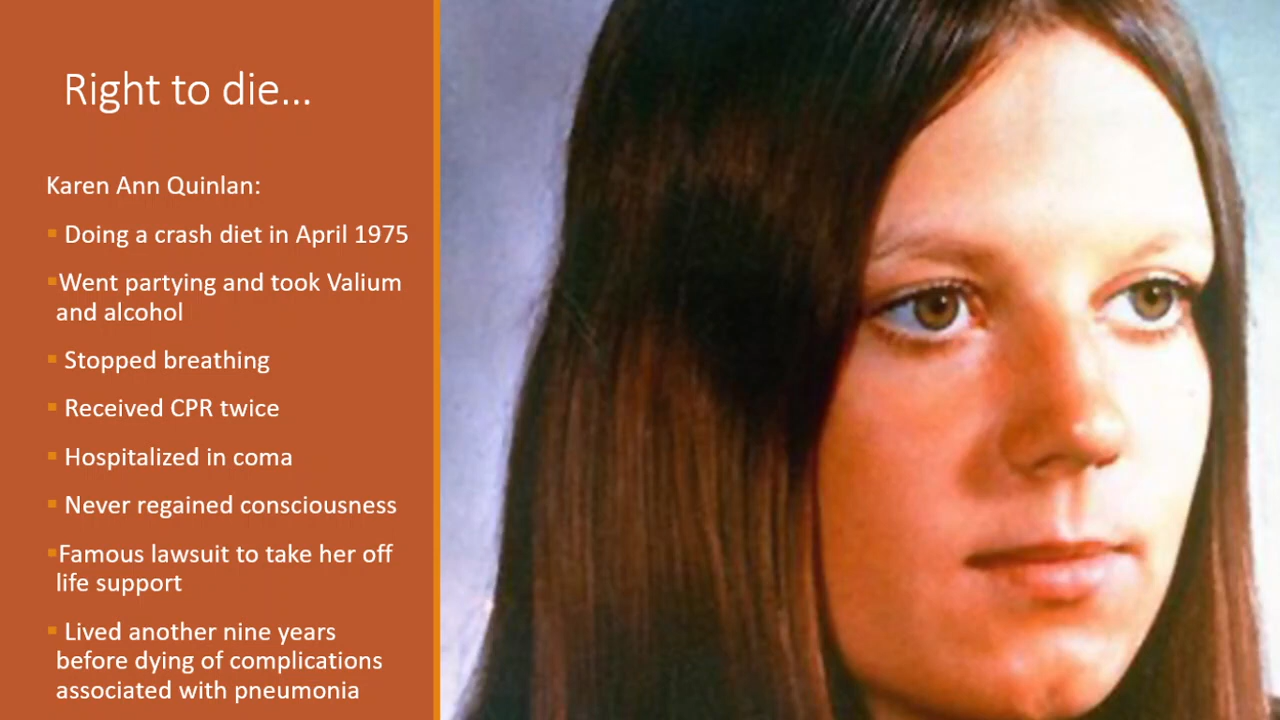 Right to die...
Karen Ann Quinlan:
▪ Doing a crash diet in April 1975
▪Went partying and took Valium
and alcohol
▪ Stopped breathing
▪ Received CPR twice
▪ Hospitalized in coma
▪ Never regained consciousness
▪Famous lawsuit to take her off
life support
▪ Lived another nine years
before dying of complications
associated with pneumonia